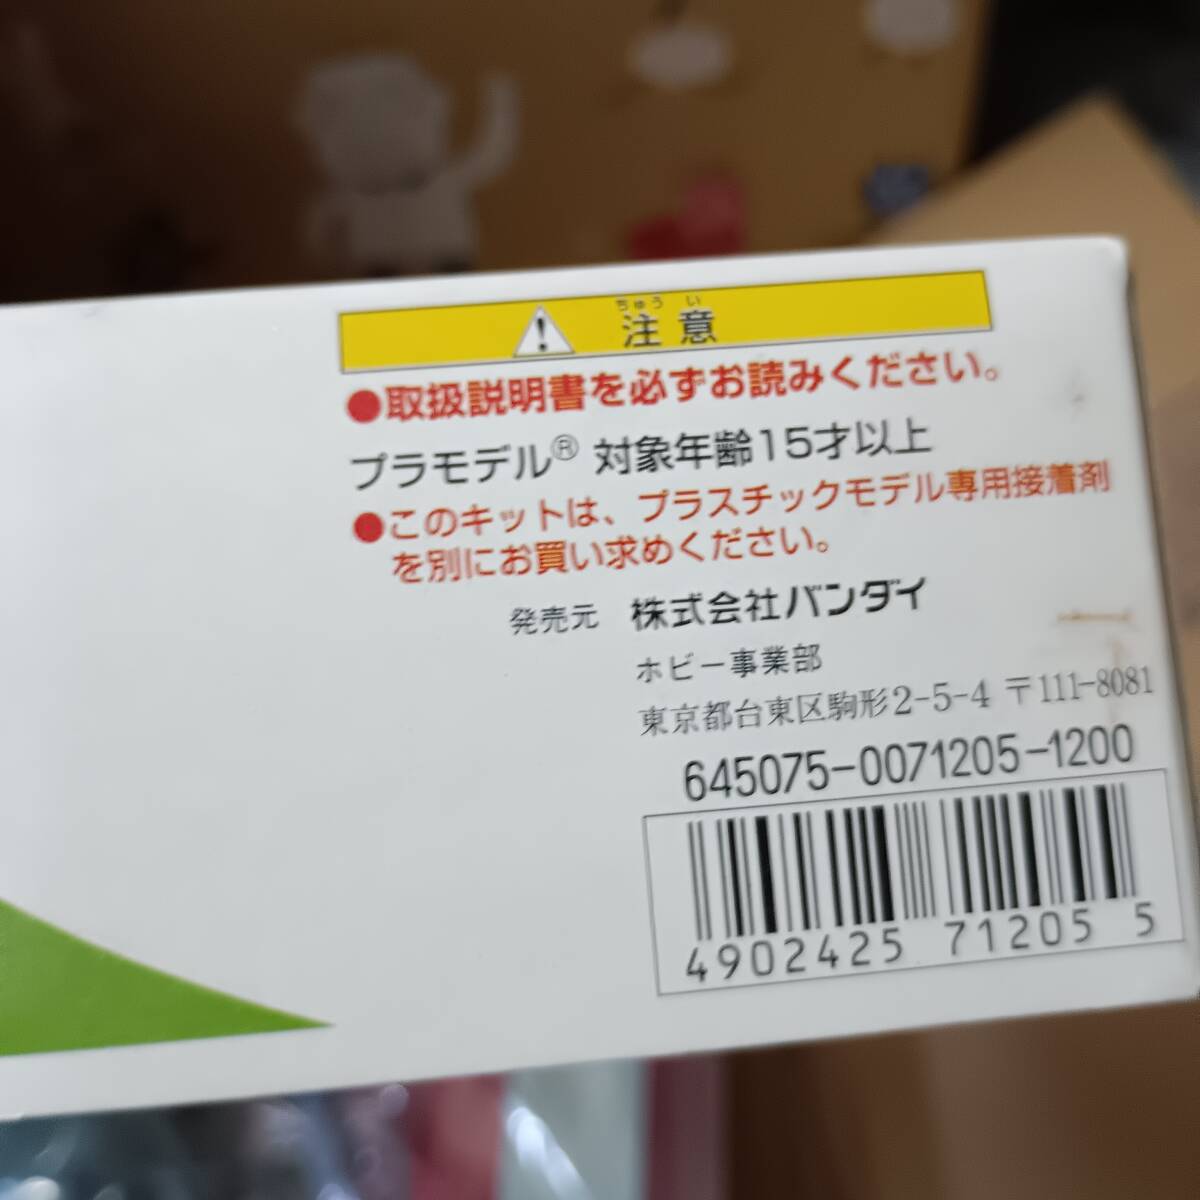 ちゅう い
注意
●取扱説明書を必ずお読みください。
プラモデル® 対象年齢15才以上
●このキットは、プラスチックモデル専用接着剤
を別にお買い求めください。
発売元 株式会社バンダイ
ホビー事業部
東京都台東区駒形2-5-4 〒111-8081
645075-0071205-1200
4902425 71205 5